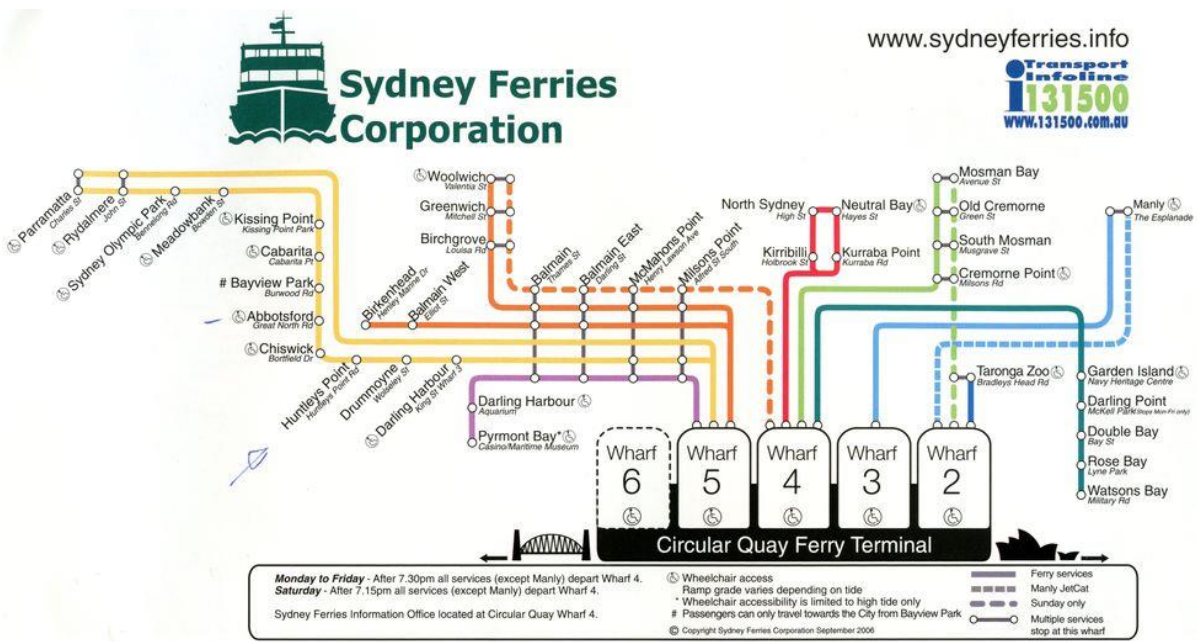 www.sydneyferries.info
Sydney Ferries
Corporation
Transport
Infoline
131500
www.131500.com.au
Parramatta
Charles St
Rydalmere
John St
Sydney Olympic Park
Bennelong Rd
Meadowbank
Bowden St
Kissing Point
Kissing Point Park
Cabarita
Cabarita Pt
# Bayview Park
Burwood Rd
Abbotsford
Great North Rd
Chiswick
Bortfield Dr
Huntleys Point
Huntleys Point Rd
Drummoyne
Wolseley St
Darling Harbour
King St Wharf 3
Woolwich
Valentia St
Greenwich
Mitchell St
Birchgrove
Louisa Rd
Birkenhead
Henley Marine Dr
Balmain West
Elliot St
Balmain
Thames St
Balmain East
Darling St
McMahons Point
Henry Lawson Ave
Milsons Point
Alfred St South
Darling Harbour
Aquarium
Pyrmont Bay*
Casino/Maritime Museum
North Sydney
High St
Neutral Bay
Hayes St
Kirribilli
Holbrook St
Kurraba Point
Kurraba Rd
Mosman Bay
Avenue St
Old Cremorne
Green St
South Mosman
Musgrave St
Cremorne Point
Milsons Rd
Manly
The Esplanade
Taronga Zoo
Bradleys Head Rd
Garden Island
Navy Heritage Centre
Darling Point
McKell Park (Stops Mon-Fri only)
Double Bay
Bay St
Rose Bay
Lyne Park
Watsons Bay
Military Rd
Wharf
6
Wharf
5
Wharf
4
Wharf
3
Wharf
2
Circular Quay Ferry Terminal
Monday to Friday - After 7.30pm all services (except Manly) depart Wharf 4.
Saturday - After 7.15pm all services (except Manly) depart Wharf 4.
Sydney Ferries Information Office located at Circular Quay Wharf 4.
Wheelchair access
Ramp grade varies depending on tide
* Wheelchair accessibility is limited to high tide only
# Passengers can only travel towards the City from Bayview Park
© Copyright Sydney Ferries Corporation September 2006
Ferry services
Manly JetCat
Sunday only
Multiple services
stop at this wharf